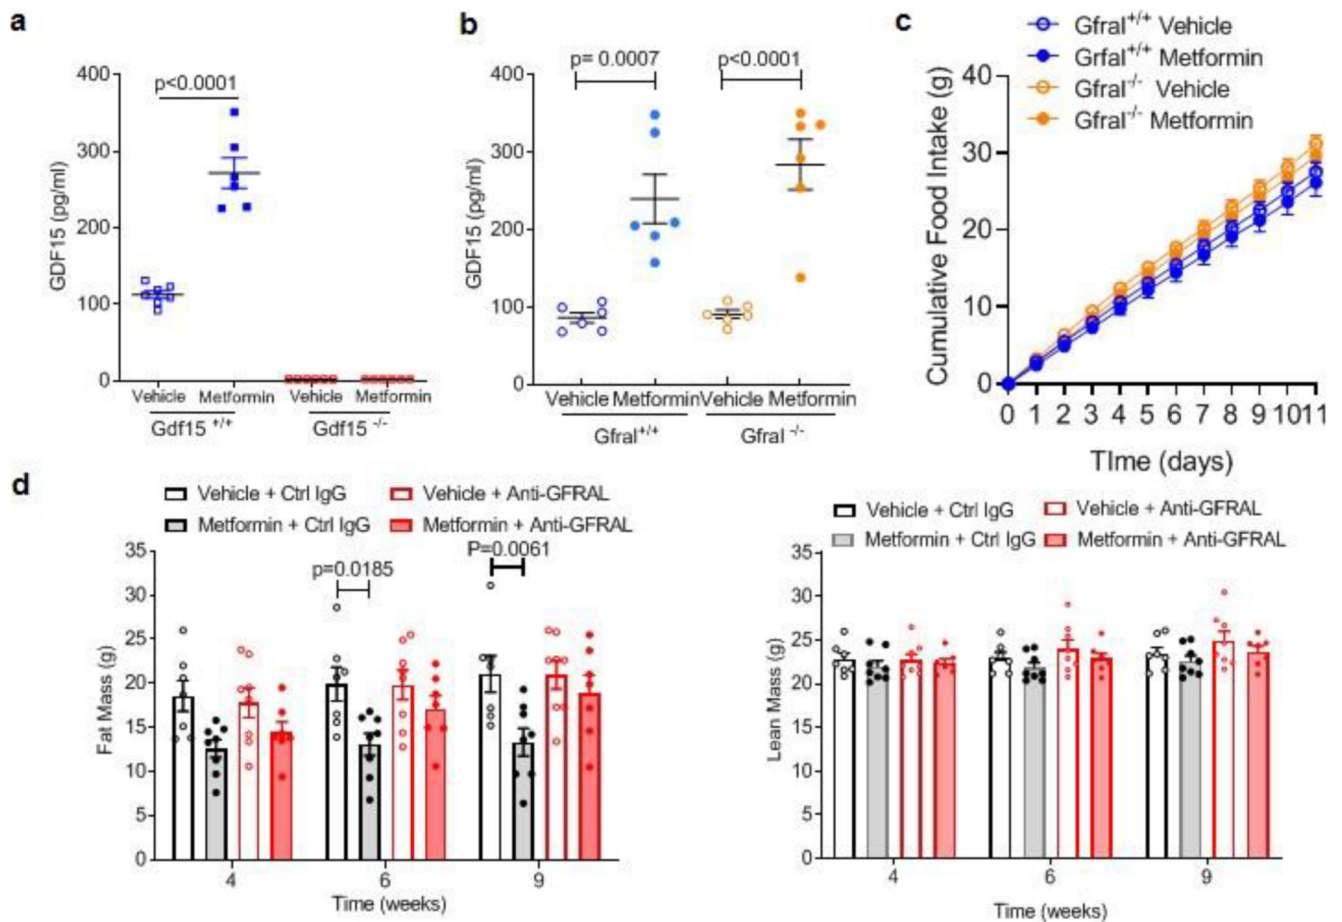 a
p<0.0001
400
300
200
100
0
GDF15 (pg/ml)
Vehicle Metformin Vehicle Metformin
Gdf15 +/+ Gdf15 -/-
b
p= 0.0007 p<0.0001
400
300
200
100
0
GDF15 (pg/ml)
Vehicle Metformin Vehicle Metformin
Gfral+/+ Gfral -/-
c
Gfral+/+ Vehicle
Grfal+/+ Metformin
Gfral-/- Vehicle
Gfral-/- Metformin
40
30
20
10
0
Cumulative Food Intake (g)
0 1 2 3 4 5 6 7 8 9 10 11
TIme (days)
d
Vehicle + Ctrl IgG Vehicle + Anti-GFRAL
Metformin + Ctrl IgG Metformin + Anti-GFRAL
p=0.0185 P=0.0061
35
30
25
20
15
10
5
0
Fat Mass (g)
4 6 9
Time (weeks)
Vehicle + Ctrl IgG Vehicle + Anti-GFRAL
Metformin + Ctrl IgG Metformin + Anti-GFRAL
35
30
25
20
15
10
5
0
Lean Mass (g)
4 6 9
Time (weeks)